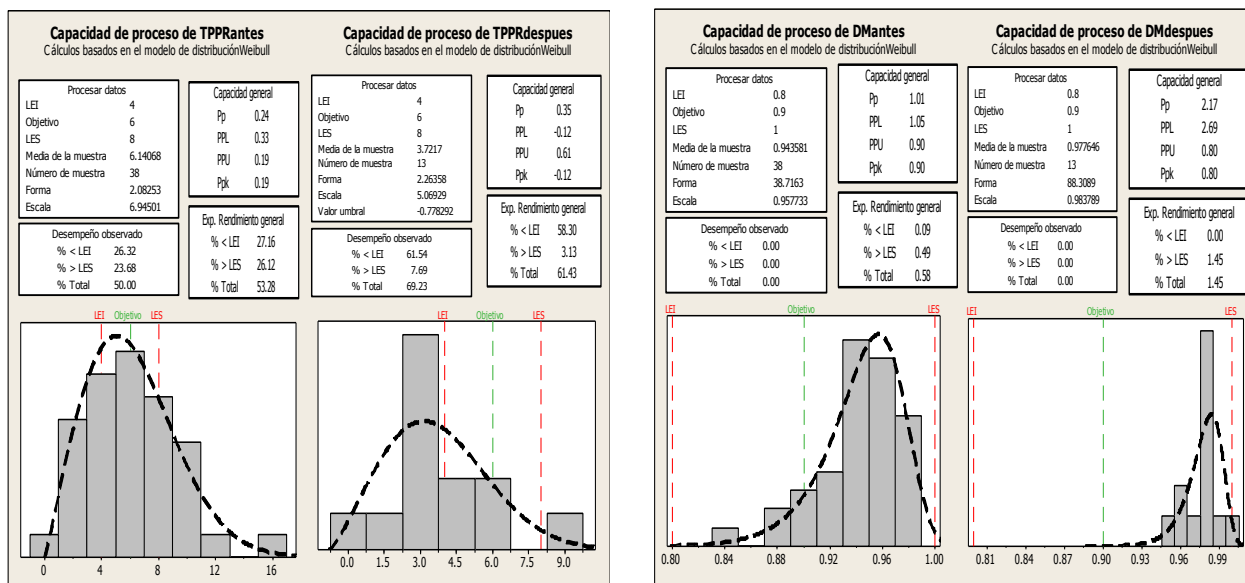 Capacidad de proceso de TPPRantes
Cálculos basados en el modelo de distribuciónWeibull
Procesar datos
LEI 4
Objetivo 6
LES 8
Media de la muestra 6.14068
Número de muestra 38
Forma 2.08253
Escala 6.94501
Capacidad general
Pp 0.24
PPL 0.33
PPU 0.19
Ppk 0.19
Desempeño observado
% < LEI 26.32
% > LES 23.68
% Total 50.00
Exp. Rendimiento general
% < LEI 27.16
% > LES 26.12
% Total 53.28
LEI Objetivo LES
0 4 8 12 16
Capacidad de proceso de TPPRdespues
Cálculos basados en el modelo de distribuciónWeibull
Procesar datos
LEI 4
Objetivo 6
LES 8
Media de la muestra 3.7217
Número de muestra 13
Forma 2.26358
Escala 5.06929
Valor umbral -0.778292
Capacidad general
Pp 0.35
PPL -0.12
PPU 0.61
Ppk -0.12
Desempeño observado
% < LEI 61.54
% > LES 7.69
% Total 69.23
Exp. Rendimiento general
% < LEI 58.30
% > LES 3.13
% Total 61.43
LEI Objetivo LES
0.0 1.5 3.0 4.5 6.0 7.5 9.0
Capacidad de proceso de DMantes
Cálculos basados en el modelo de distribuciónWeibull
Procesar datos
LEI 0.8
Objetivo 0.9
LES 1
Media de la muestra 0.943581
Número de muestra 38
Forma 38.7163
Escala 0.957733
Capacidad general
Pp 1.01
PPL 1.05
PPU 0.90
Ppk 0.90
Desempeño observado
% < LEI 0.00
% > LES 0.00
% Total 0.00
Exp. Rendimiento general
% < LEI 0.09
% > LES 0.49
% Total 0.58
LEI Objetivo LES
0.80 0.84 0.88 0.92 0.96 1.00
Capacidad de proceso de DMdespues
Cálculos basados en el modelo de distribuciónWeibull
Procesar datos
LEI 0.8
Objetivo 0.9
LES 1
Media de la muestra 0.977646
Número de muestra 13
Forma 88.3089
Escala 0.983789
Capacidad general
Pp 2.17
PPL 2.69
PPU 0.80
Ppk 0.80
Desempeño observado
% < LEI 0.00
% > LES 0.00
% Total 0.00
Exp. Rendimiento general
% < LEI 0.00
% > LES 1.45
% Total 1.45
LEI Objetivo LES
0.81 0.84 0.87 0.90 0.93 0.96 0.99